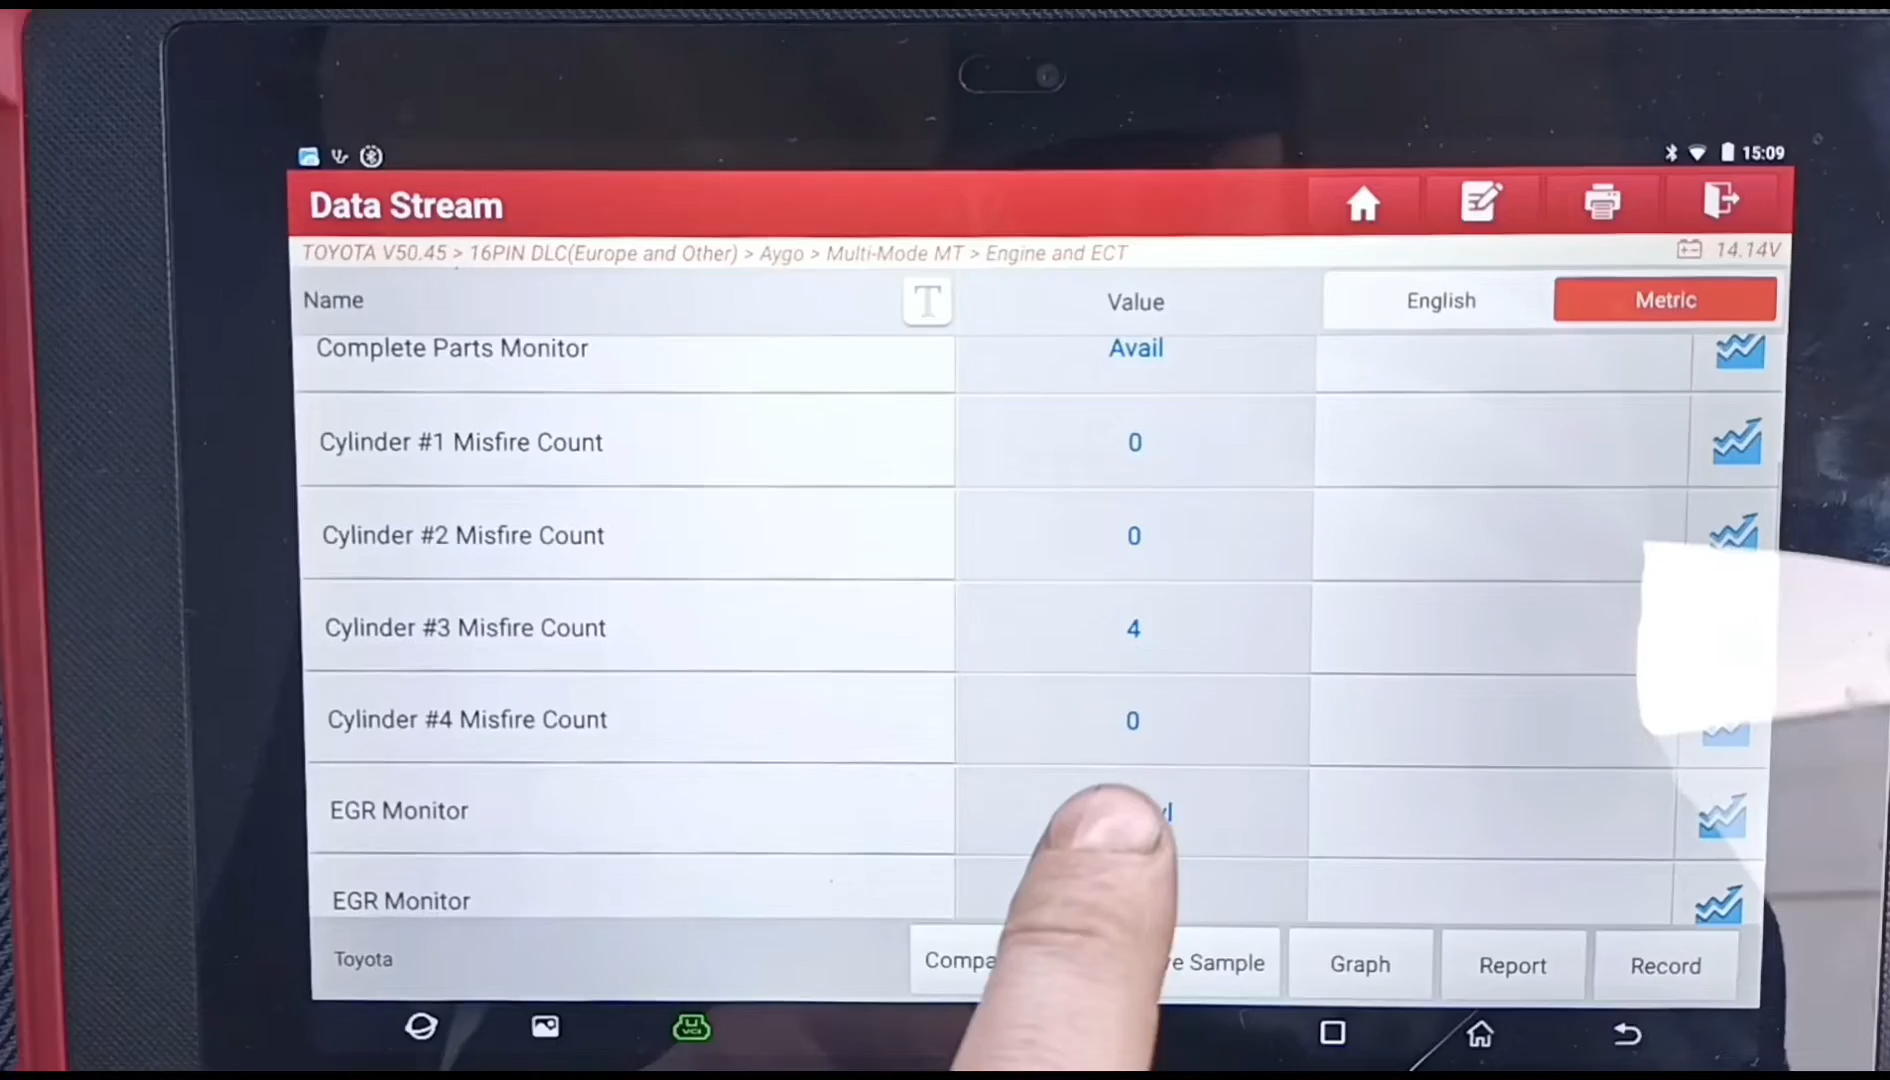 15:09
Data Stream
TOYOTA V50.45 > 16PIN DLC(Europe and Other) > Aygo > Multi-Mode MT > Engine and ECT 14.14V
Name T Value English Metric
Complete Parts Monitor Avail
Cylinder #1 Misfire Count 0
Cylinder #2 Misfire Count 0
Cylinder #3 Misfire Count 4
Cylinder #4 Misfire Count 0
EGR Monitor
EGR Monitor
Toyota Sample Graph Report Record
VCI